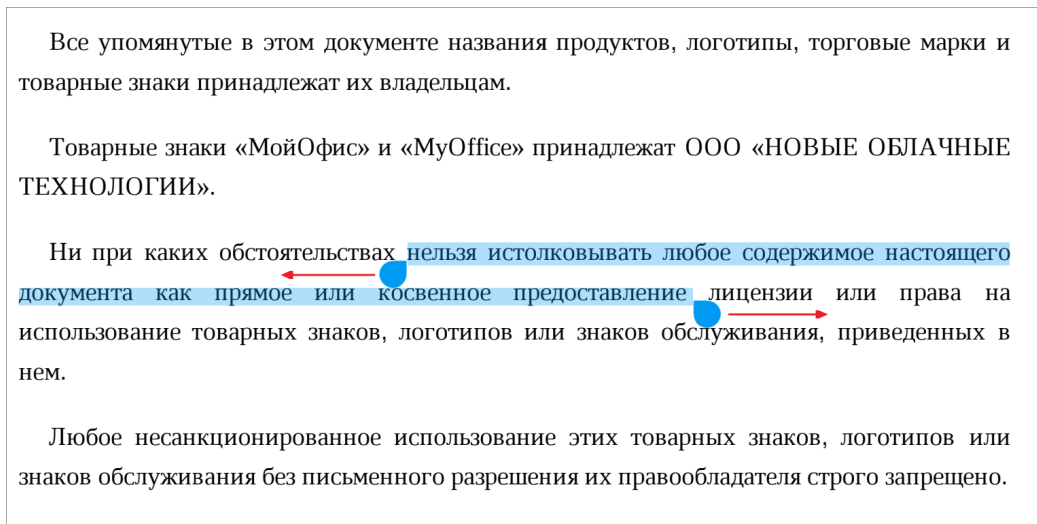 Все упомянутые в этом документе названия продуктов, логотипы, торговые марки и
товарные знаки принадлежат их владельцам.
Товарные знаки «МойОфис» и «MyOffice» принадлежат ООО «НОВЫЕ ОБЛАЧНЫЕ
ТЕХНОЛОГИИ».
Ни при каких обстоятельствах нельзя истолковывать любое содержимое настоящего
документа как прямое или косвенное предоставление лицензии или права на
использование товарных знаков, логотипов или знаков обслуживания, приведенных в
нем.
Любое несанкционированное использование этих товарных знаков, логотипов или
знаков обслуживания без письменного разрешения их правообладателя строго запрещено.